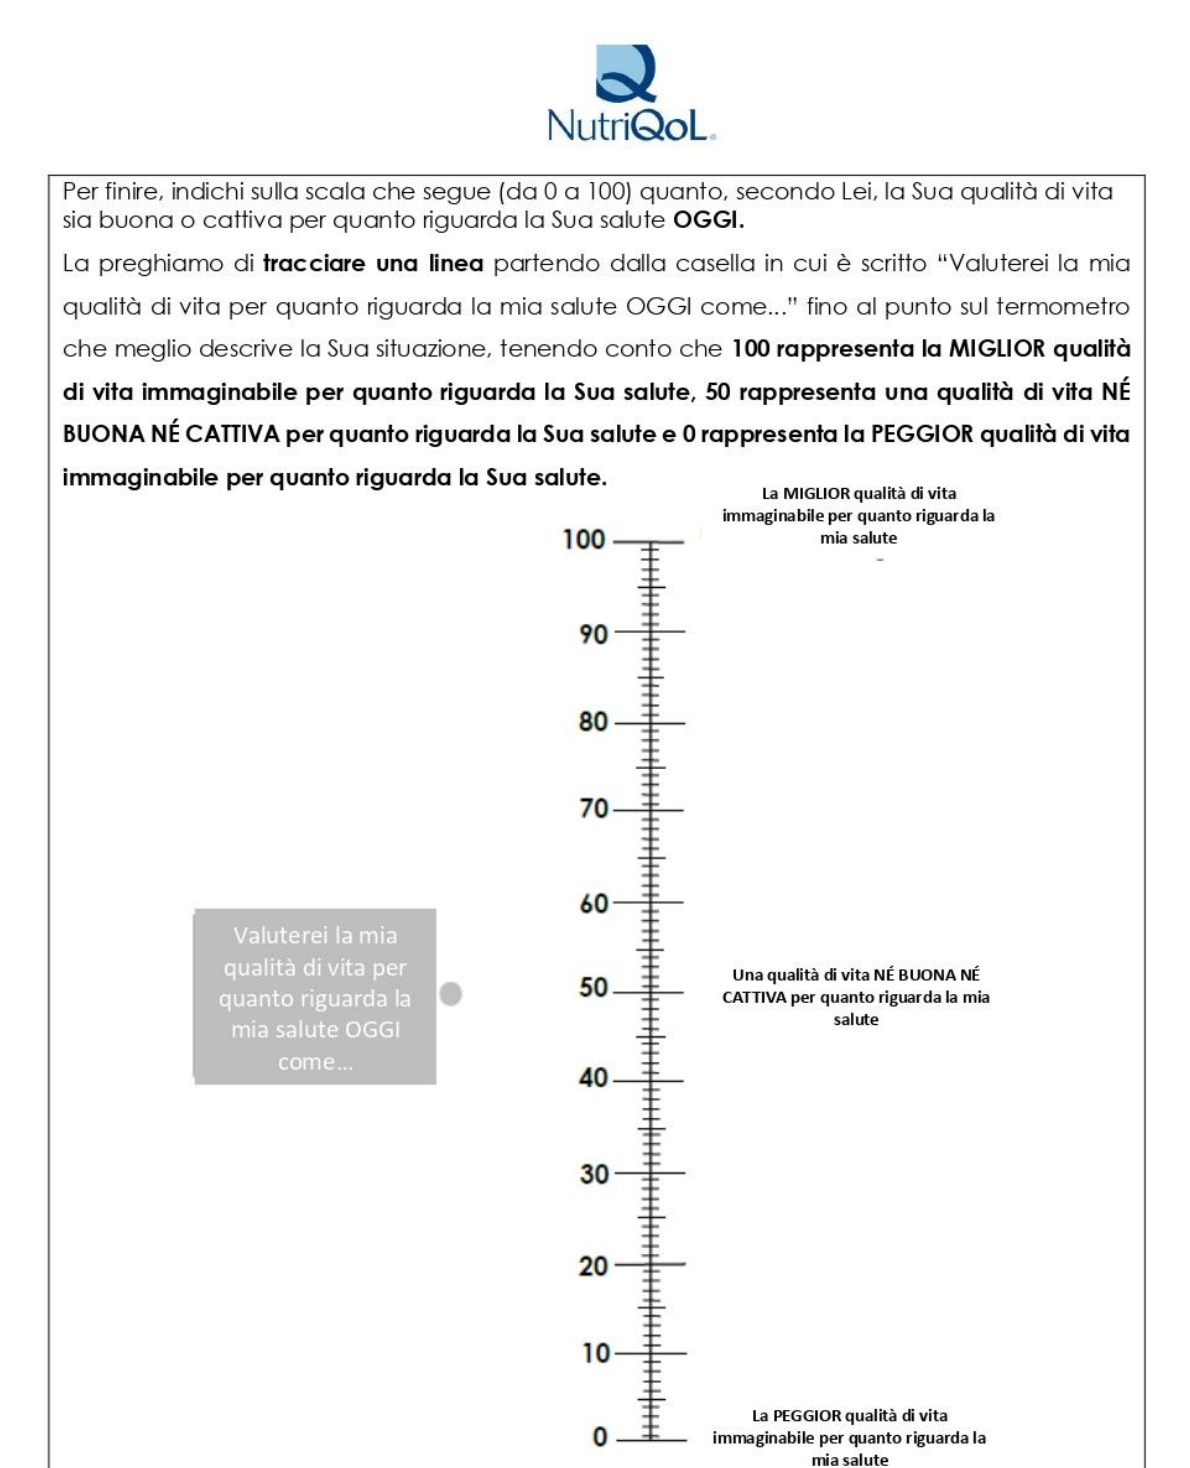 NutriQoL®
Per finire, indichi sulla scala che segue (da 0 a 100) quanto, secondo Lei, la Sua qualità di vita
sia buona o cattiva per quanto riguarda la Sua salute OGGI.
La preghiamo di tracciare una linea partendo dalla casella in cui è scritto “Valuterei la mia
qualità di vita per quanto riguarda la mia salute OGGI come...” fino al punto sul termometro
che meglio descrive la Sua situazione, tenendo conto che 100 rappresenta la MIGLIOR qualità
di vita immaginabile per quanto riguarda la Sua salute, 50 rappresenta una qualità di vita NÉ
BUONA NÉ CATTIVA per quanto riguarda la Sua salute e 0 rappresenta la PEGGIOR qualità di vita
immaginabile per quanto riguarda la Sua salute.
La MIGLIOR qualità di vita
immaginabile per quanto riguarda la
mia salute
100
90
80
70
60
Valuterei la mia
qualità di vita per
quanto riguarda la
mia salute OGGI
come...
50
Una qualità di vita NÉ BUONA NÉ
CATTIVA per quanto riguarda la mia
salute
40
30
20
10
0
La PEGGIOR qualità di vita
immaginabile per quanto riguarda la
mia salute